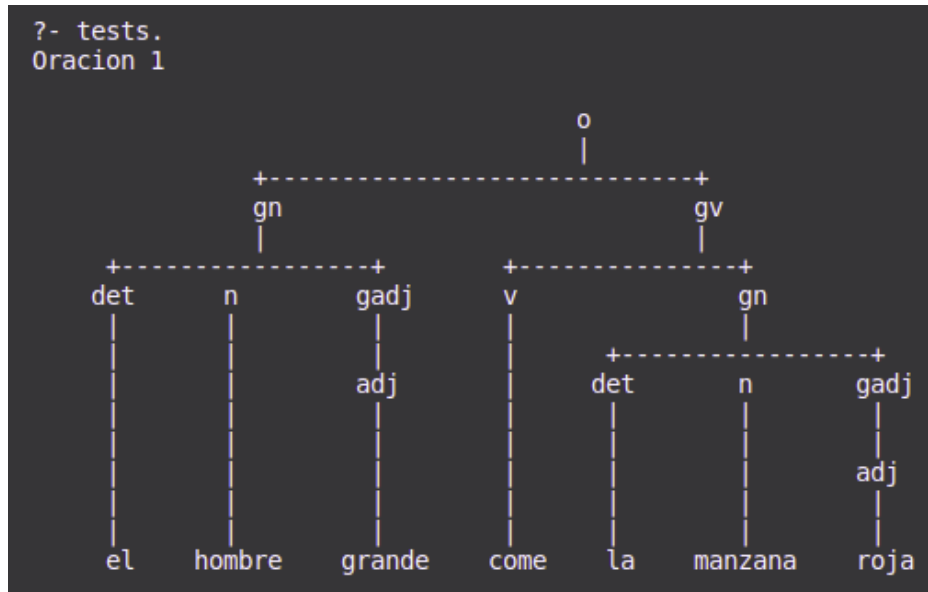 ?- tests.
Oracion 1
o
gn gv
det n gadj v gn
adj det n gadj
adj
el hombre grande come la manzana roja